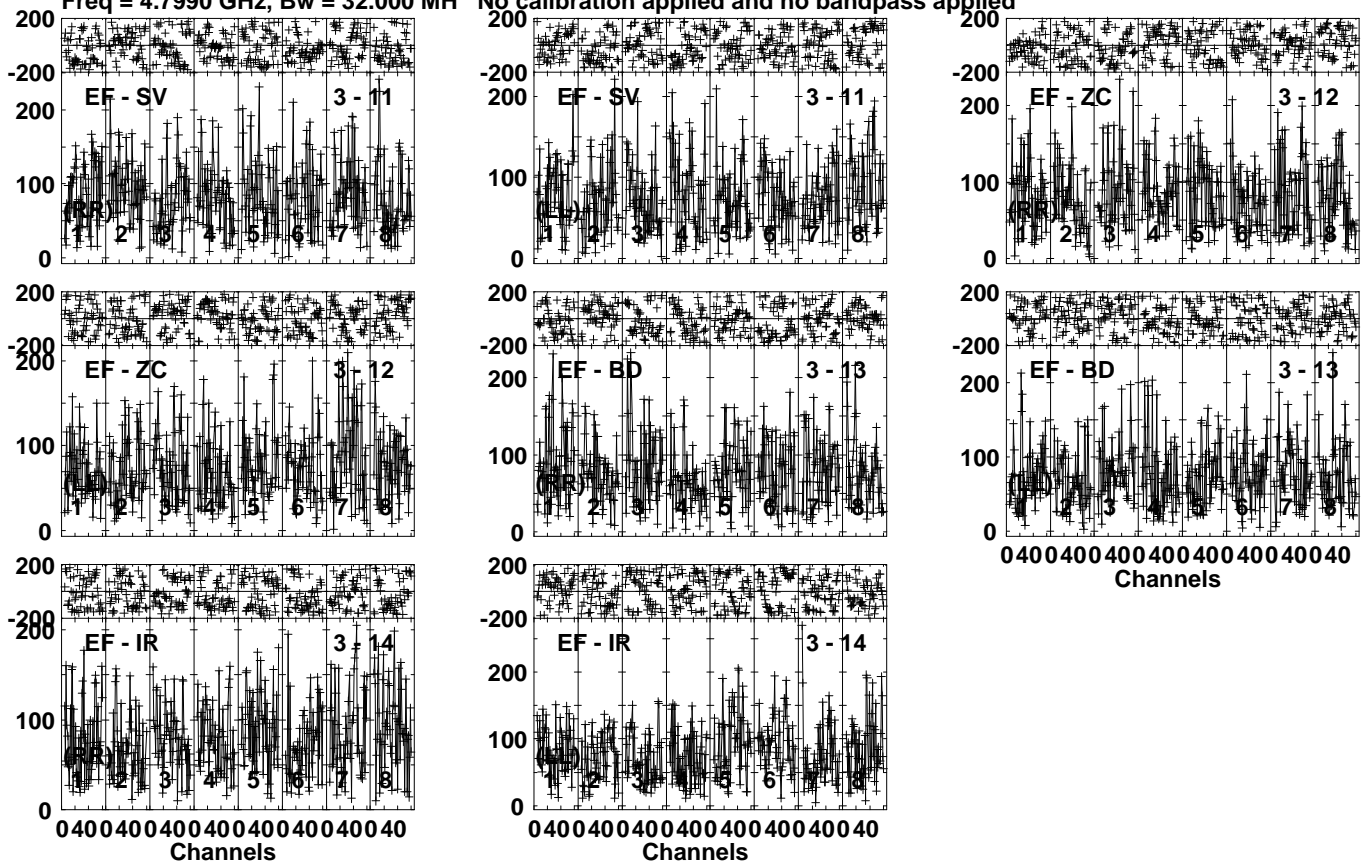 Freq = 4.7990 GHz, Bw = 32.000 MH No calibration applied and no bandpass applied
200
-200
EF - SV 3 - 11
200
100
0
(RR)
1 2 3 4 5 6 7 8
200
-200
EF - SV 3 - 11
200
100
0
(LL)
1 2 3 4 5 6 7 8
200
-200
EF - ZC 3 - 12
200
100
0
(RR)
1 2 3 4 5 6 7 8
200
-200
EF - ZC 3 - 12
200
100
0
(LL)
1 2 3 4 5 6 7 8
200
-200
EF - BD 3 - 13
200
100
0
(RR)
1 2 3 4 5 6 7 8
200
-200
EF - BD 3 - 13
200
100
0
(LL)
1 2 3 4 5 6 7 8
0 40 0 40 0 40 0 40 0 40 0 40 0 40 0 40
Channels
200
-200
EF - IR 3 - 14
200
100
0
(RR)
1 2 3 4 5 6 7 8
0 40 0 40 0 40 0 40 0 40 0 40 0 40 0 40
Channels
200
-200
EF - IR 3 - 14
200
100
0
(LL)
1 2 3 4 5 6 7 8
0 40 0 40 0 40 0 40 0 40 0 40 0 40 0 40
Channels